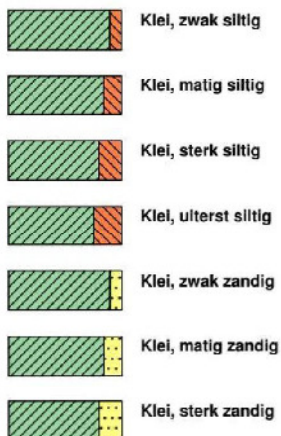 Klei, zwak siltig
Klei, matig siltig
Klei, sterk siltig
Klei, uiterst siltig
Klei, zwak zandig
Klei, matig zandig
Klei, sterk zandig